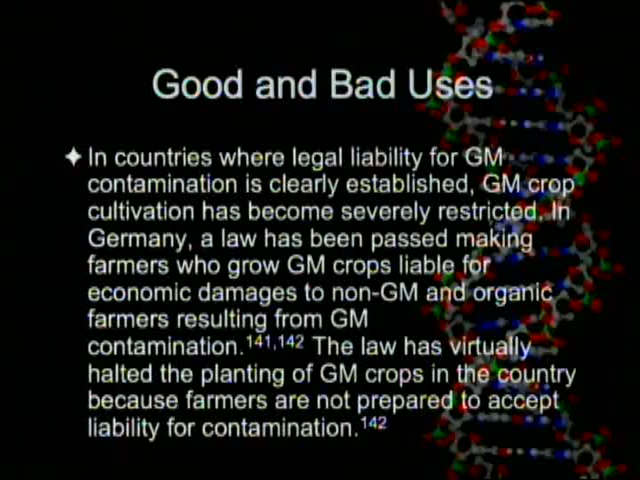 Good and Bad Uses
In countries where legal liability for GM
contamination is clearly established, GM crop
cultivation has become severely restricted. In
Germany, a law has been passed making
farmers who grow GM crops liable for
economic damages to non-GM and organic
farmers resulting from GM
contamination.141,142 The law has virtually
halted the planting of GM crops in the country
because farmers are not prepared to accept
liability for contamination.142